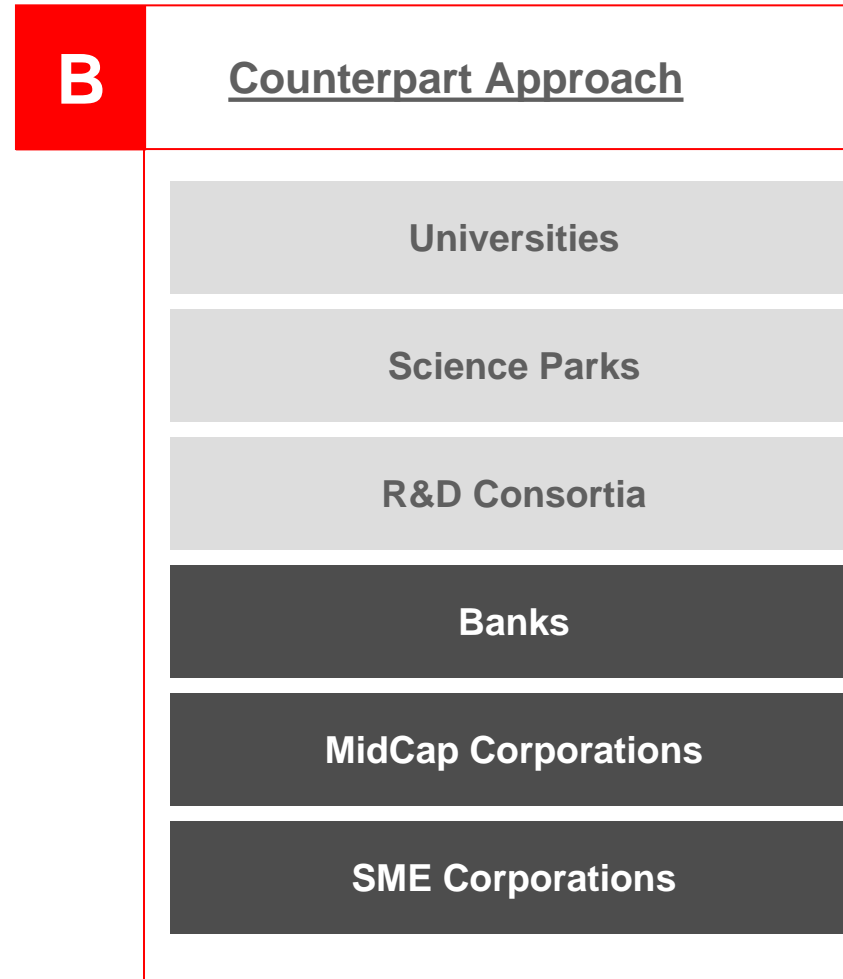 B
Counterpart Approach
Universities
Science Parks
R&D Consortia
Banks
MidCap Corporations
SME Corporations